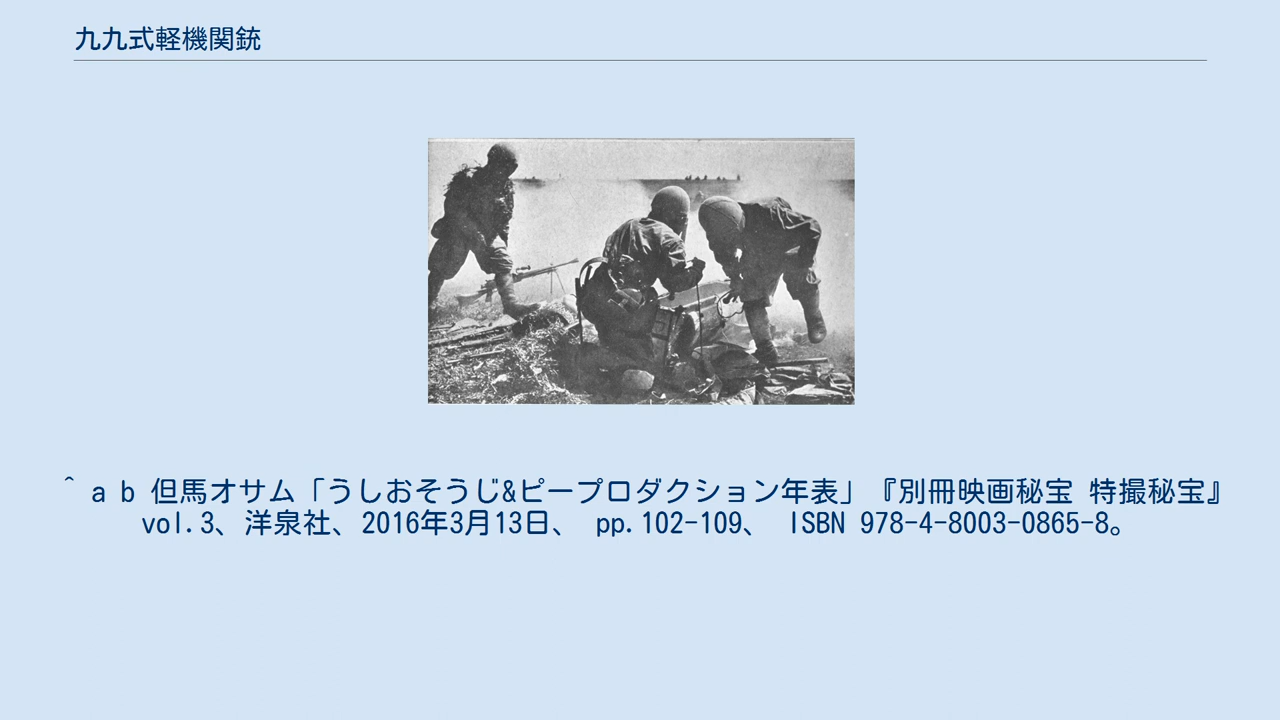 九九式軽機関銃
^ a b 但馬オサム「うしおそうじ&ピープロダクション年表」『別冊映画秘宝 特撮秘宝』
vol.3、洋泉社、2016年3月13日、 pp.102-109、 ISBN 978-4-8003-0865-8。